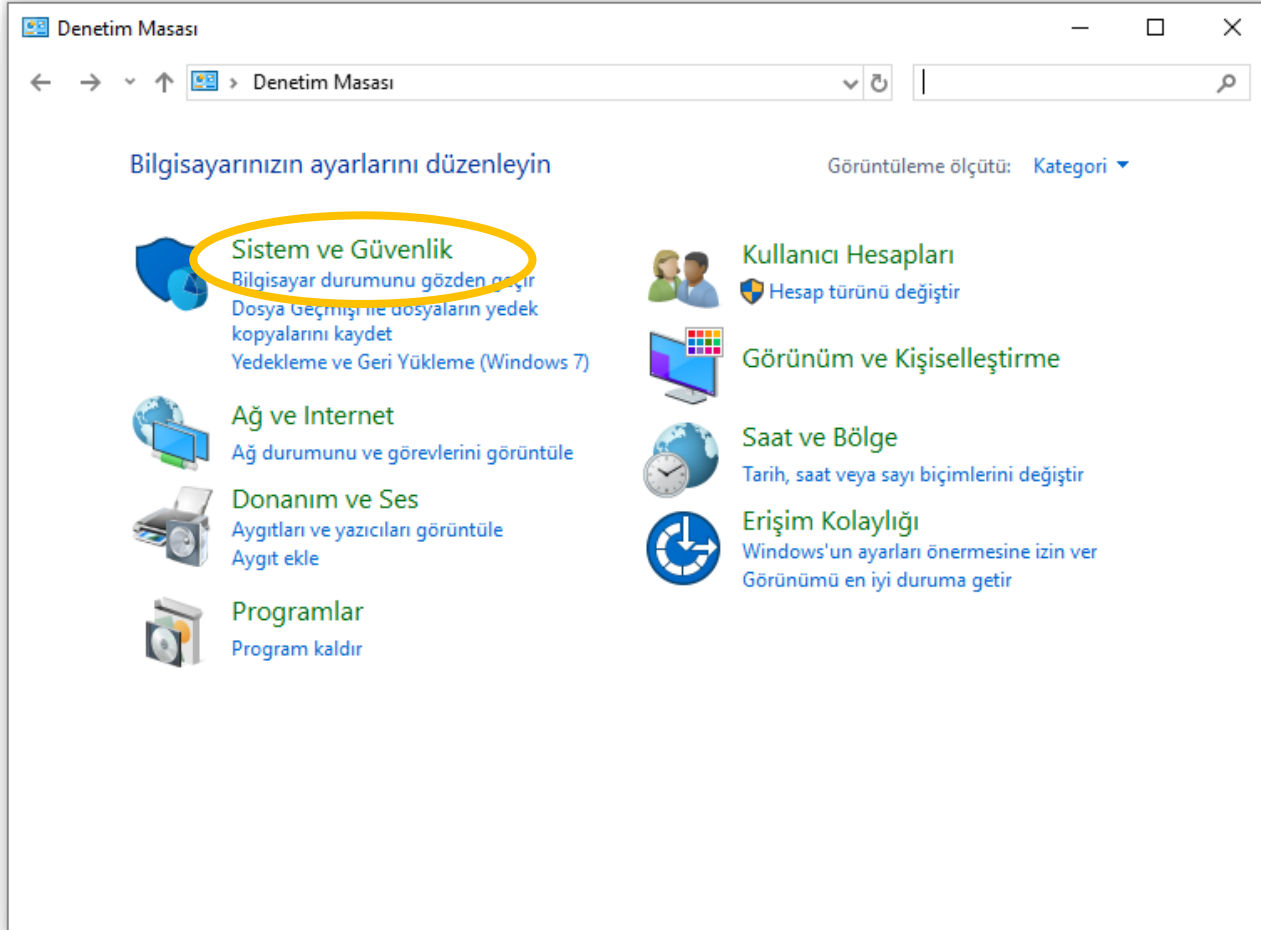 Denetim Masası
Denetim Masası
Bilgisayarınızın ayarlarını düzenleyin
Görüntüleme ölçütü: Kategori
Sistem ve Güvenlik
Bilgisayar durumunu gözden geçir
Dosya Geçmişi ile dosyaların yedek
kopyalarını kaydet
Yedekleme ve Geri Yükleme (Windows 7)
Ağ ve Internet
Ağ durumunu ve görevlerini görüntüle
Donanım ve Ses
Aygıtları ve yazıcıları görüntüle
Aygıt ekle
Programlar
Program kaldır
Kullanıcı Hesapları
Hesap türünü değiştir
Görünüm ve Kişiselleştirme
Saat ve Bölge
Tarih, saat veya sayı biçimlerini değiştir
Erişim Kolaylığı
Windows'un ayarları önermesine izin ver
Görünümü en iyi duruma getir